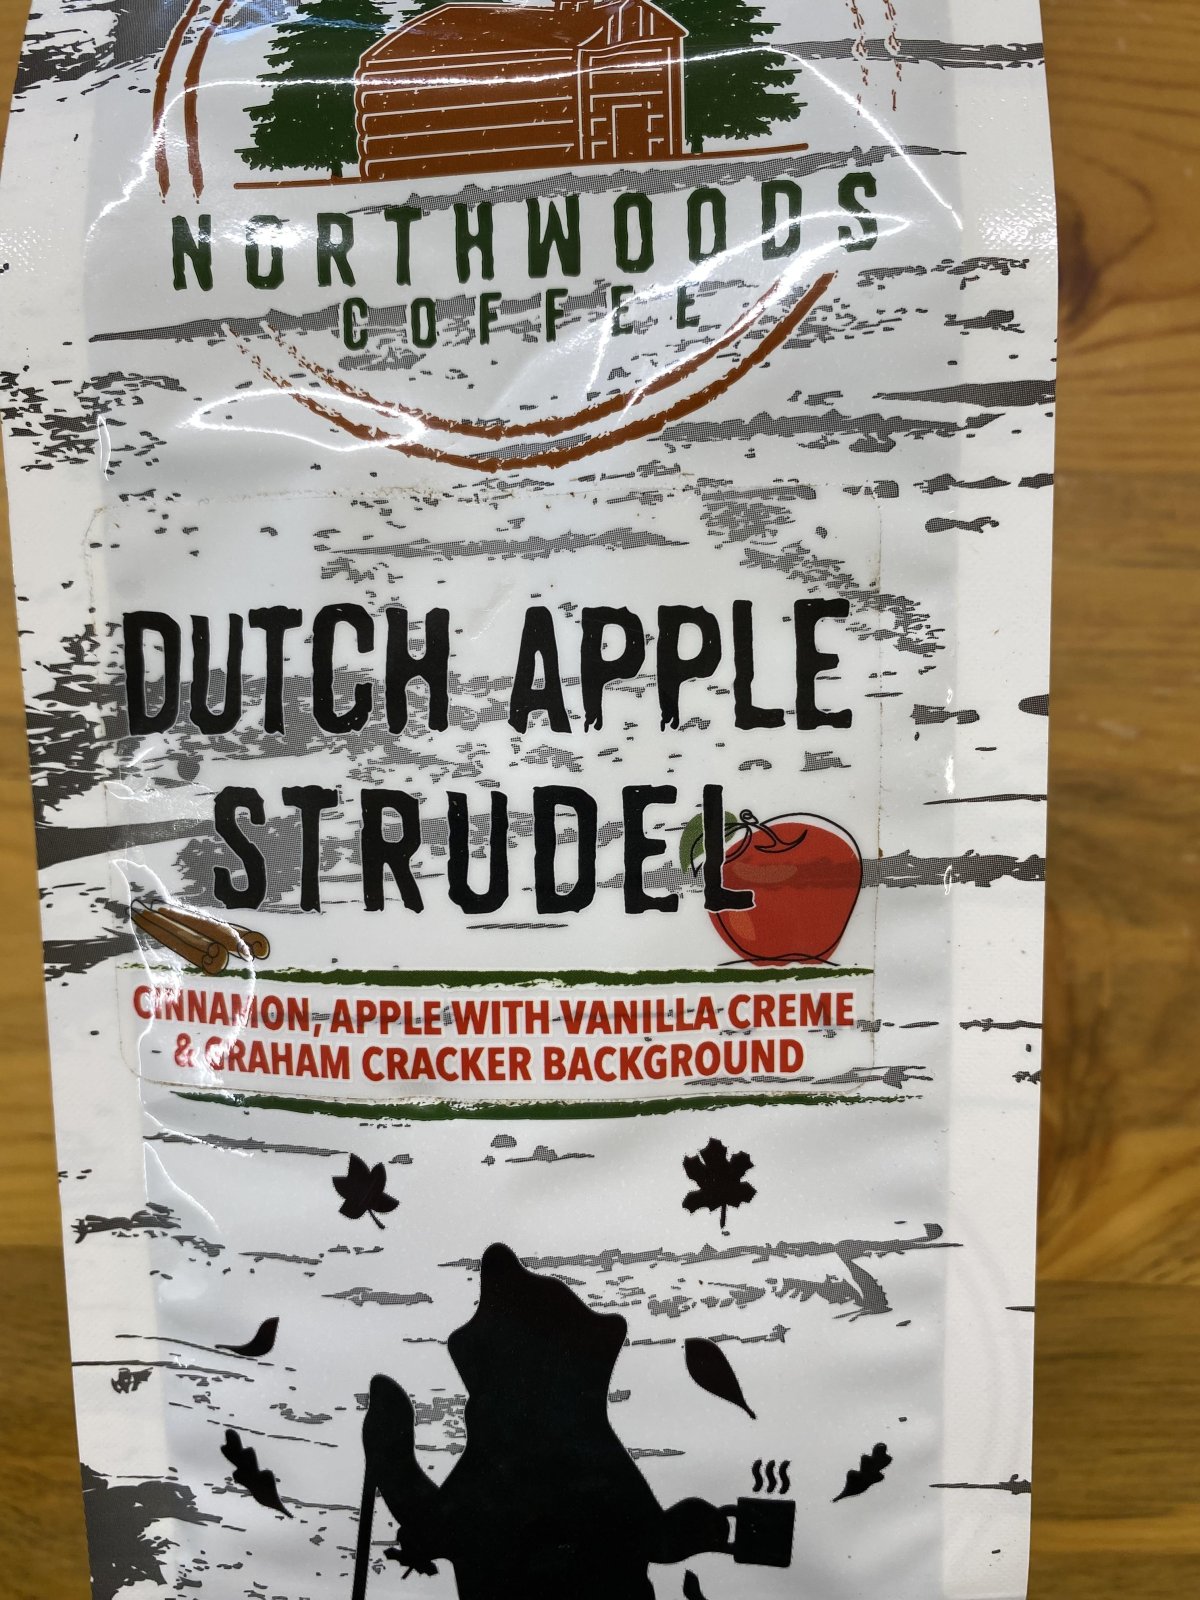 NORTHWOODS
COFFEE
DUTCH APPLE
STRUDEL
CINNAMON, APPLE WITH VANILLA CREME
& GRAHAM CRACKER BACKGROUND